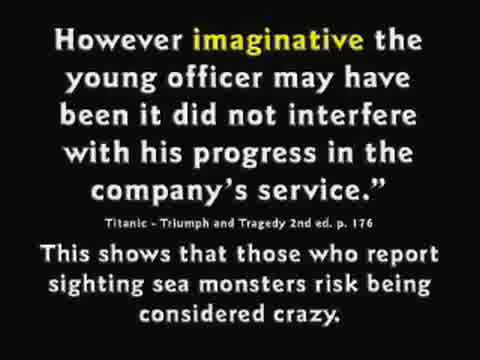 However imaginative the
young officer may have
been it did not interfere
with his progress in the
company's service.”
Titanic - Triumph and Tragedy 2nd ed. p. 176
This shows that those who report
sighting sea monsters risk being
considered crazy.